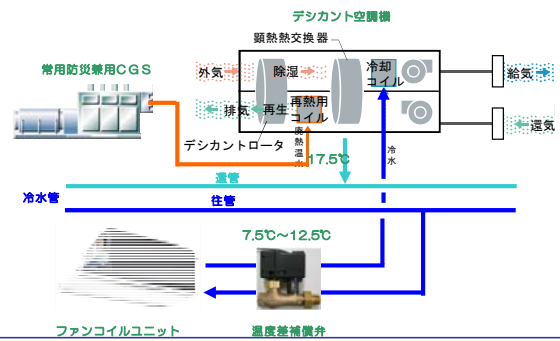 デシカント空調機
顕熱熱交換器
常用防災兼用CGS
外気
除湿
冷却
コイル
給気
排気
再生
再熱用
コイル
デシカントロータ
廃熱温水
17.5℃
冷水
還気
還管
冷水管
往管
7.5℃～12.5℃
ファンコイルユニット
温度差補償弁